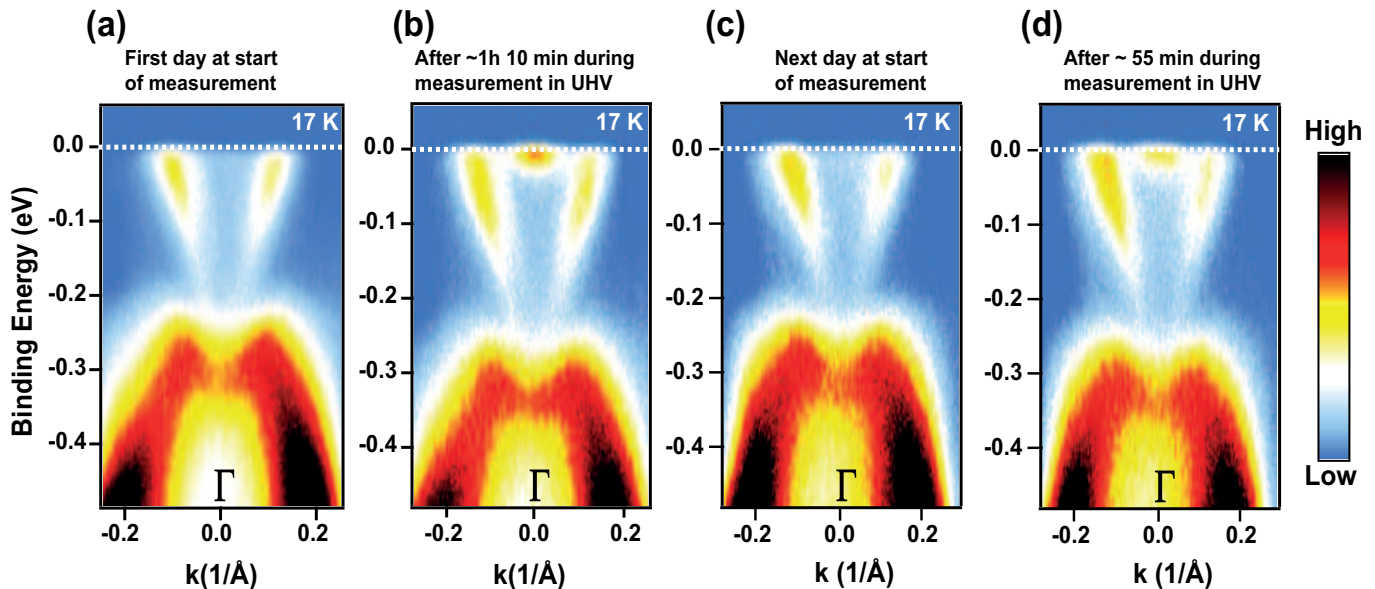 (a)
First day at start
of measurement
(b)
After ~1h 10 min during
measurement in UHV
(c)
Next day at start
of measurement
(d)
After ~ 55 min during
measurement in UHV
17 K
17 K
17 K
17 K
Binding Energy (eV)
0.0
-0.1
-0.2
-0.3
-0.4
0.0
-0.1
-0.2
-0.3
-0.4
0.0
-0.1
-0.2
-0.3
-0.4
0.0
-0.1
-0.2
-0.3
-0.4
High
Low
Γ
Γ
Γ
Γ
-0.2 0.0 0.2
-0.2 0.0 0.2
-0.2 0.0 0.2
-0.2 0.0 0.2
k(1/Å)
k(1/Å)
k (1/Å)
k (1/Å)